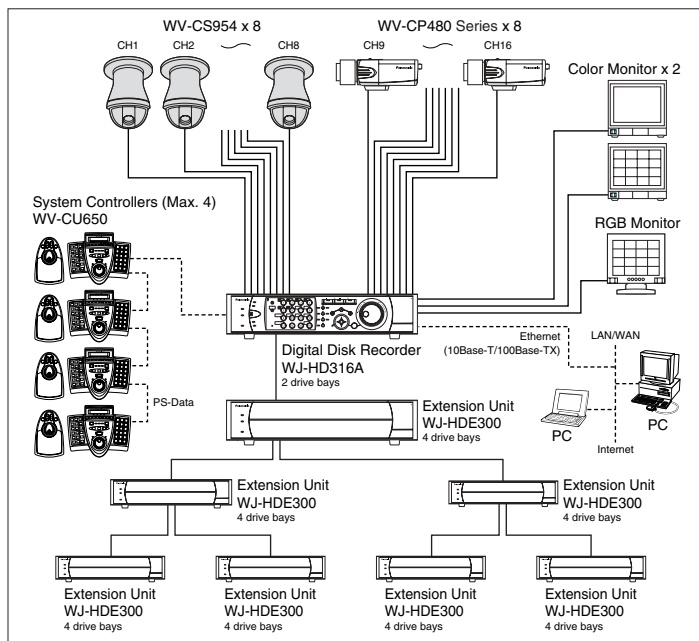 WV-CS954 x 8
WV-CP480 Series x 8
CH1
CH2
CH8
CH9
CH16
Color Monitor x 2
System Controllers (Max. 4)
WV-CU650
RGB Monitor
Panasonic
Digital Disk Recorder
WJ-HD316A
2 drive bays
Ethernet
(10Base-T/100Base-TX)
LAN/WAN
PS-Data
Extension Unit
WJ-HDE300
4 drive bays
PC
PC
Internet
Extension Unit
WJ-HDE300
4 drive bays
Extension Unit
WJ-HDE300
4 drive bays
Extension Unit
WJ-HDE300
4 drive bays
Extension Unit
WJ-HDE300
4 drive bays
Extension Unit
WJ-HDE300
4 drive bays
Extension Unit
WJ-HDE300
4 drive bays